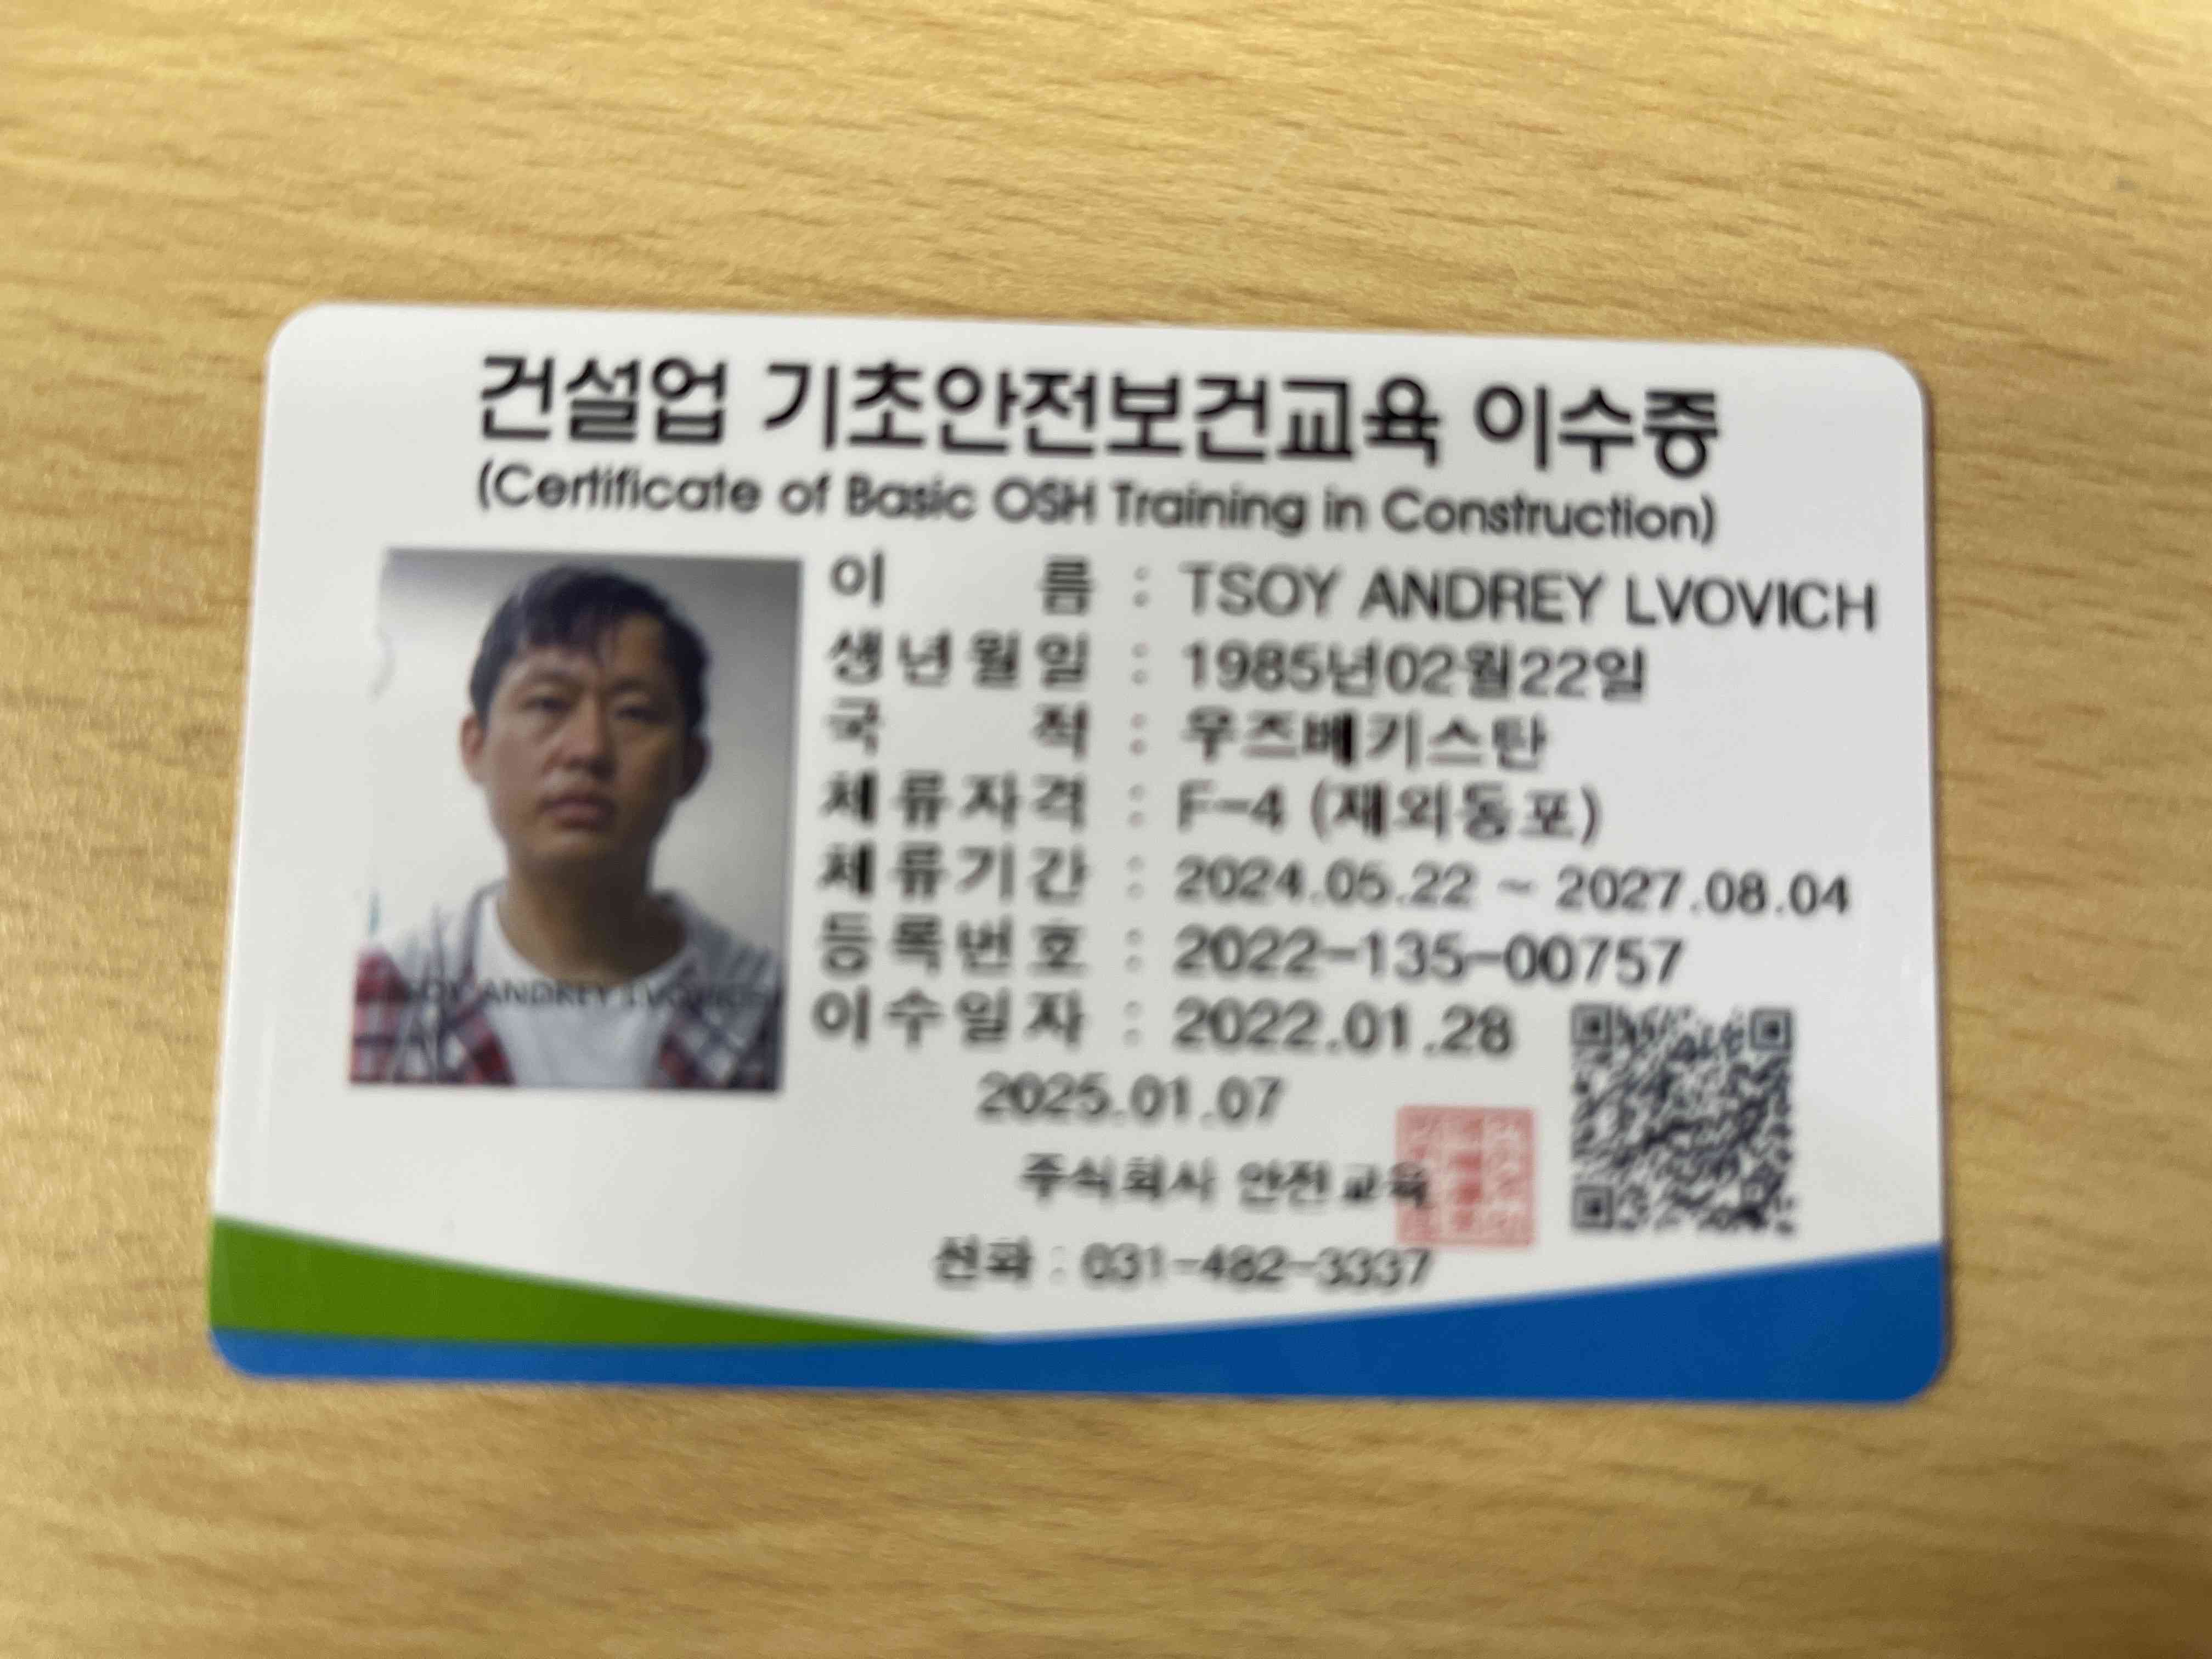 건설업 기초안전보건교육 이수증
(Certificate of Basic OSH Training in Construction)
이 름 : TSOY ANDREY LVOVICH
생년월일 : 1985년02월22일
국 적 : 우즈베키스탄
체류자격 : F-4 (재외동포)
체류기간 : 2024.05.22 ~ 2027.08.04
등록번호 : 2022-135-00757
이수일자 : 2022.01.28
2025.01.07
주식회사 안전교육
전화 : 031-482-3337
ANDREY LVOVICH